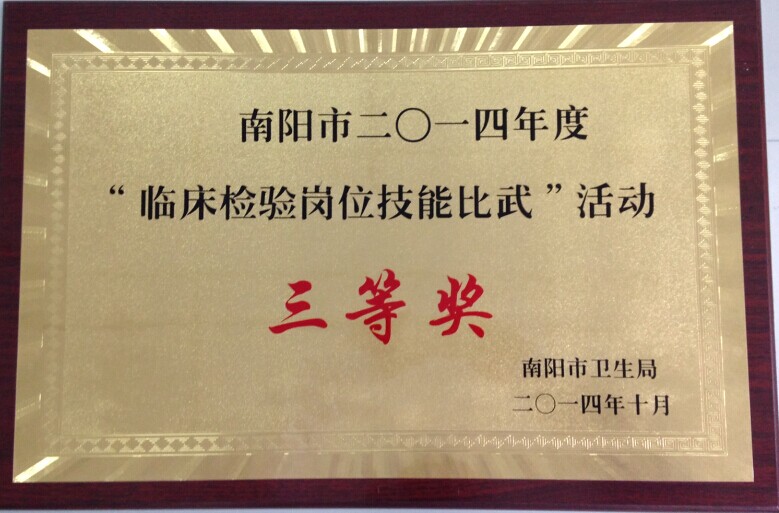 南阳市二〇一四年度
“临床检验岗位技能比武”活动
三等奖
南阳市卫生局
二〇一四年十月